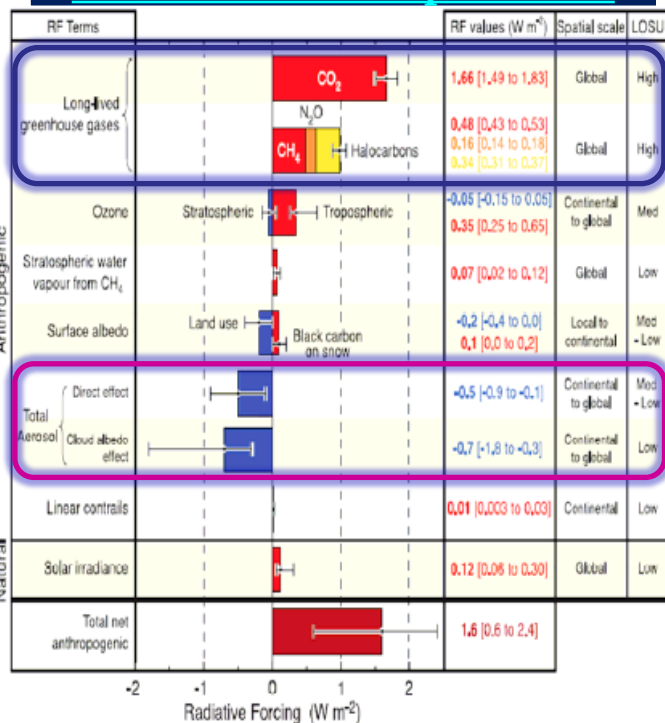 RF Terms RF values (W m⁻²) Spatial scale LOSU
Anthropogenic
Long-lived
greenhouse gases
CO₂
1.66 [1.49 to 1.83] Global High
N₂O
CH₄ Halocarbons
0.48 [0.43 to 0.53]
0.16 [0.14 to 0.18]
0.34 [0.31 to 0.37]
Global High
Ozone Stratospheric Tropospheric
-0.05 [-0.15 to 0.05]
0.35 [0.25 to 0.65]
Continental
to global
Med
Stratospheric water
vapour from CH₄
0.07 [0.02 to 0.12] Global Low
Surface albedo Land use
Black carbon
on snow
-0.2 [-0.4 to 0.0]
0.1 [0.0 to 0.2]
Local to
continental
Med
- Low
Total
Aerosol
Direct effect
-0.5 [-0.9 to -0.1]
Continental
to global
Med
- Low
Cloud albedo
effect
-0.7 [-1.8 to -0.3]
Continental
to global
Low
Linear contrails 0.01 [0.003 to 0.03] Continental Low
Natural
Solar irradiance 0.12 [0.06 to 0.30] Global Low
Total net
anthropogenic
1.6 [0.6 to 2.4]
-2 -1 0 1 2
Radiative Forcing (W m⁻²)